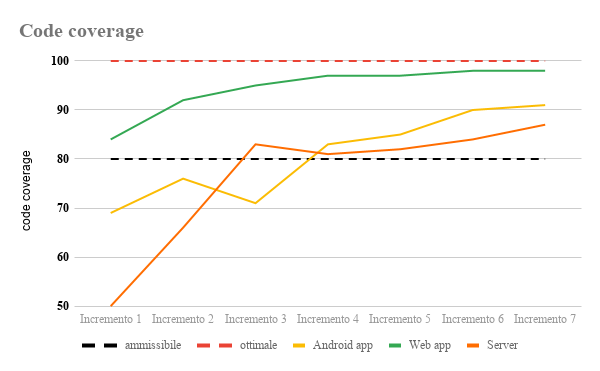 Code coverage
100
90
80
70
60
50
code coverage
Incremento 1 Incremento 2 Incremento 3 Incremento 4 Incremento 5 Incremento 6 Incremento 7
ammissibile ottimale Android app Web app Server